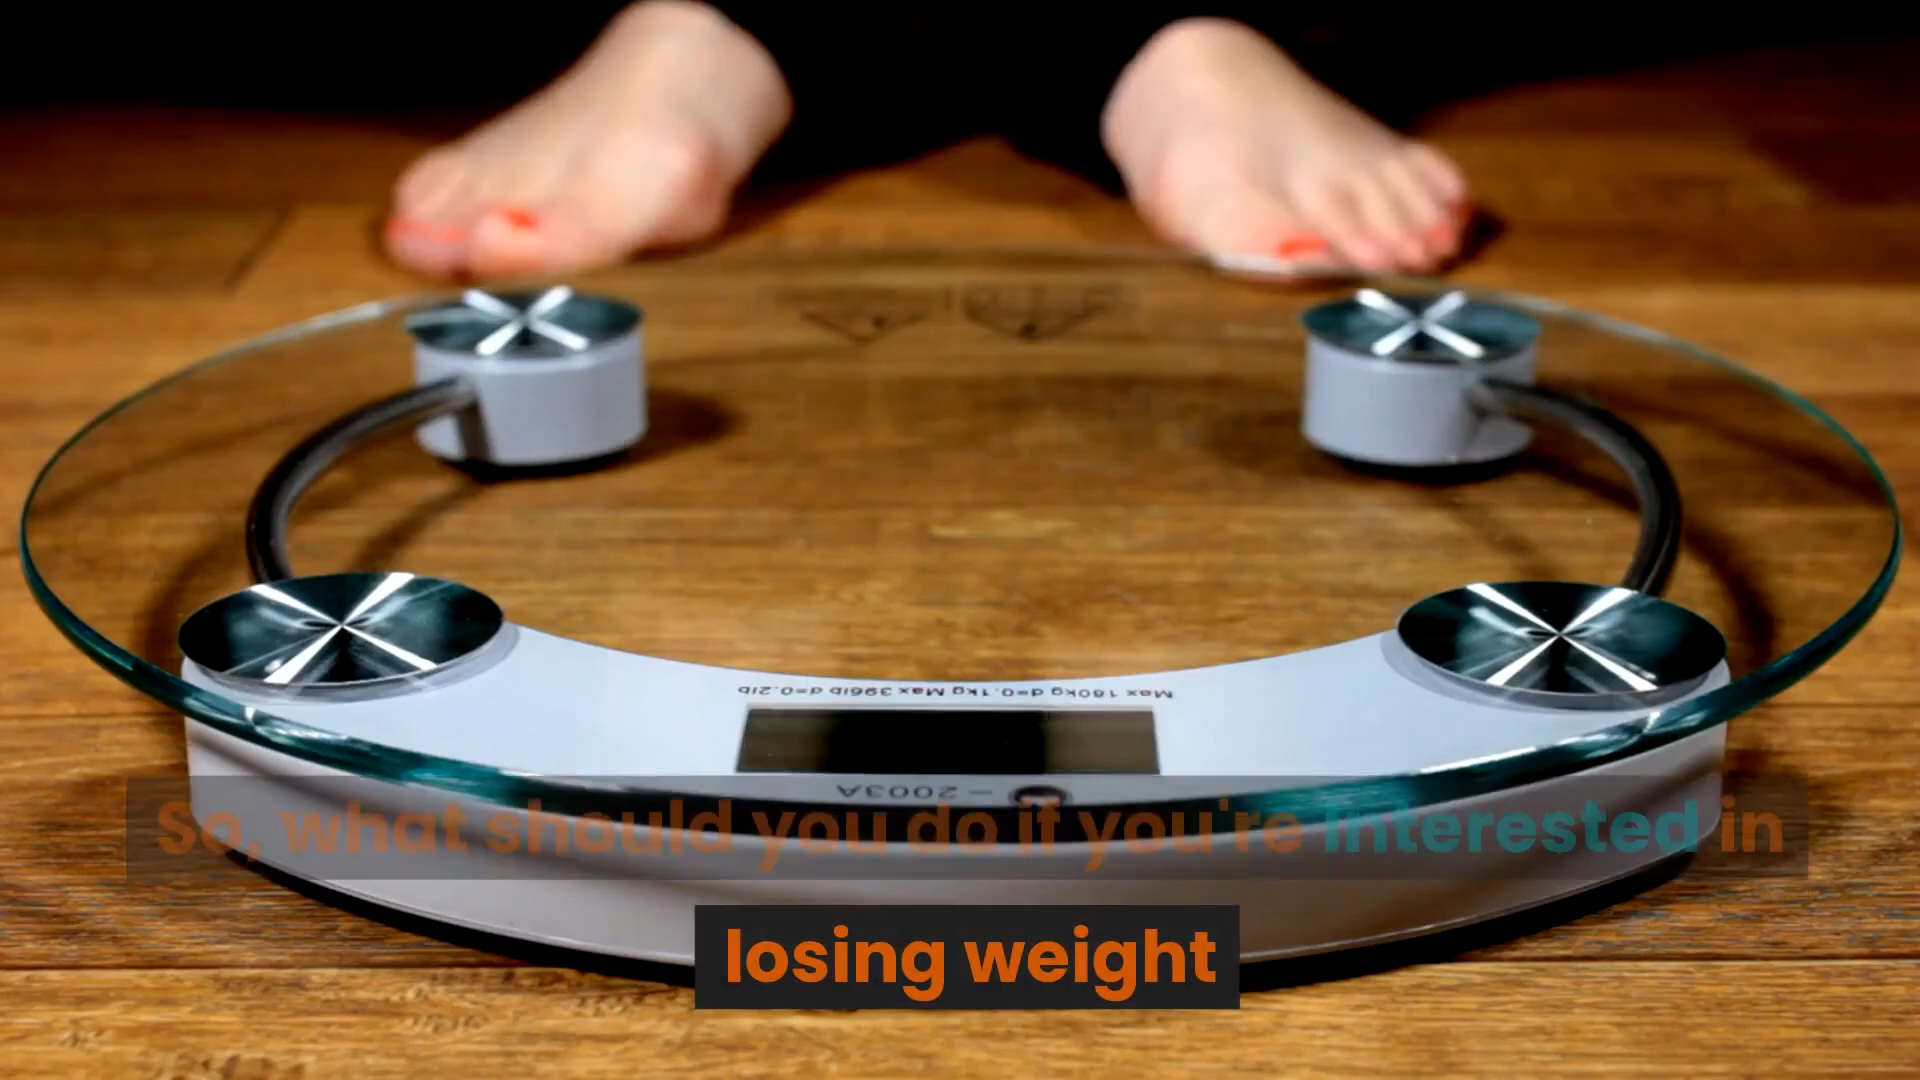 Max 180kg d=0.1kg Max 396lb d=0.2lb
-2003A
So, what should you do if you're interested in
losing weight